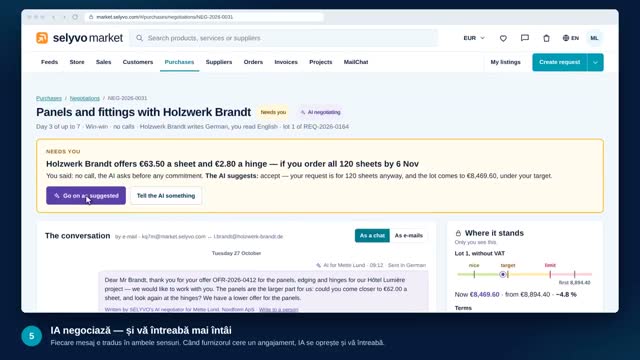 market.selyvo.com/#/purchases/negotiations/NEG-2026-0031
selyvo market
Search products, services or suppliers
EUR
EN
ML
Feeds Store Sales Customers Purchases Suppliers Orders Invoices Projects MailChat
My listings
Create request
Purchases / Negotiations / NEG-2026-0031
Panels and fittings with Holzwerk Brandt
Needs you
AI negotiating
Day 3 of up to 7 · Win-win · no calls · Holzwerk Brandt writes German, you read English · lot 1 of REQ-2026-0164
NEEDS YOU
Holzwerk Brandt offers €63.50 a sheet and €2.80 a hinge — if you order all 120 sheets by 6 Nov
You said: no call, the AI asks before any commitment. The AI suggests: accept — your request is for 120 sheets anyway, and the lot comes to €8,469.60, under your target.
Go on as suggested
Tell the AI something
The conversation
As a chat
As e-mails
Tuesday 27 October
AI for Mette Lund · 09:12 · Sent in German
Dear Mr Brandt, thank you for your offer OFR-2026-0412 for the panels, edging and hinges for our Hôtel Lumière
project — we would like to work with you. The panels are the larger part for us: could you come closer to €62.00 a
sheet, and look again at the hinges? We have a lower offer for the panels.
Written by SELYVO's AI negotiator for Mette Lund, Nordform ApS · Write to a person
Where it stands
Only you see this.
Lot 1, without VAT
nice target limit
first 8,894.40
Now €8,469.60 · from €8,894.40 · −4.8 %
Terms
5
IA negociază — și vă întreabă mai întâi
Fiecare mesaj e tradus în ambele sensuri. Când furnizorul cere un angajament, IA se oprește și vă întreabă.